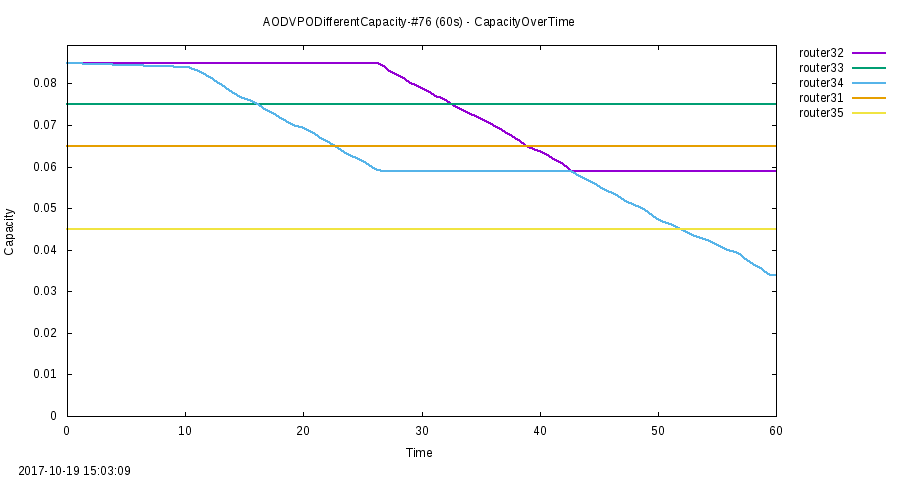 AODVPODifferentCapacity-#76 (60s) - CapacityOverTime
router32
router33
router34
router31
router35
0.08
0.07
0.06
0.05
0.04
0.03
0.02
0.01
0
Capacity
0 10 20 30 40 50 60
Time
2017-10-19 15:03:09